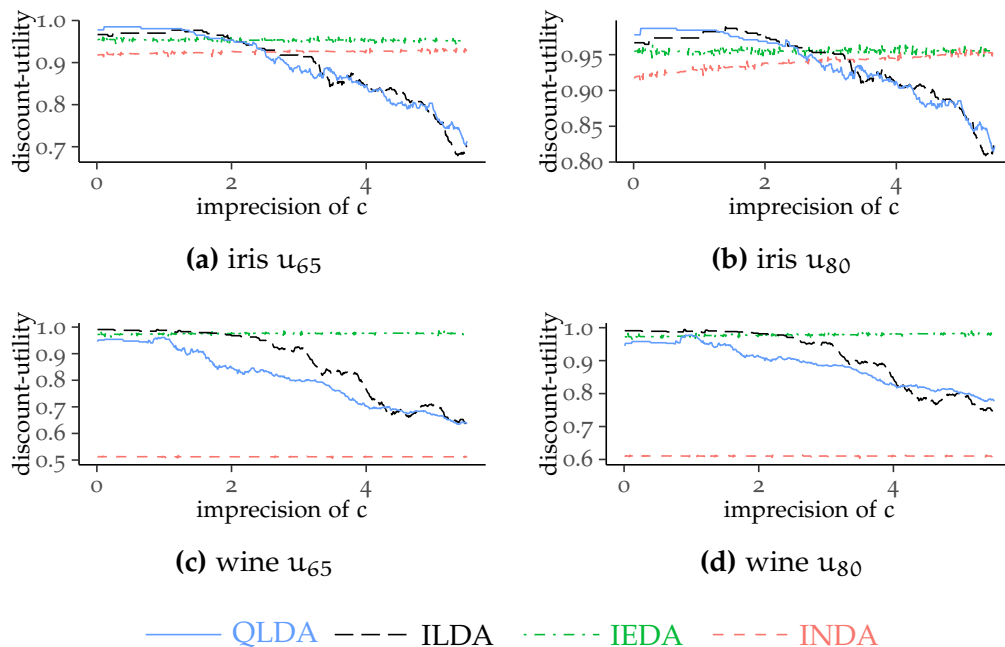 discount-utility
1.0
0.9
0.8
0.7
0 2 4
imprecision of c
(a) iris u65
discount-utility
0.95
0.90
0.85
0.80
0 2 4
imprecision of c
(b) iris u80
discount-utility
1.0
0.9
0.8
0.7
0.6
0.5
0 2 4
imprecision of c
(c) wine u65
discount-utility
1.0
0.9
0.8
0.7
0.6
0 2 4
imprecision of c
(d) wine u80
QLDA ILDA IEDA INDA